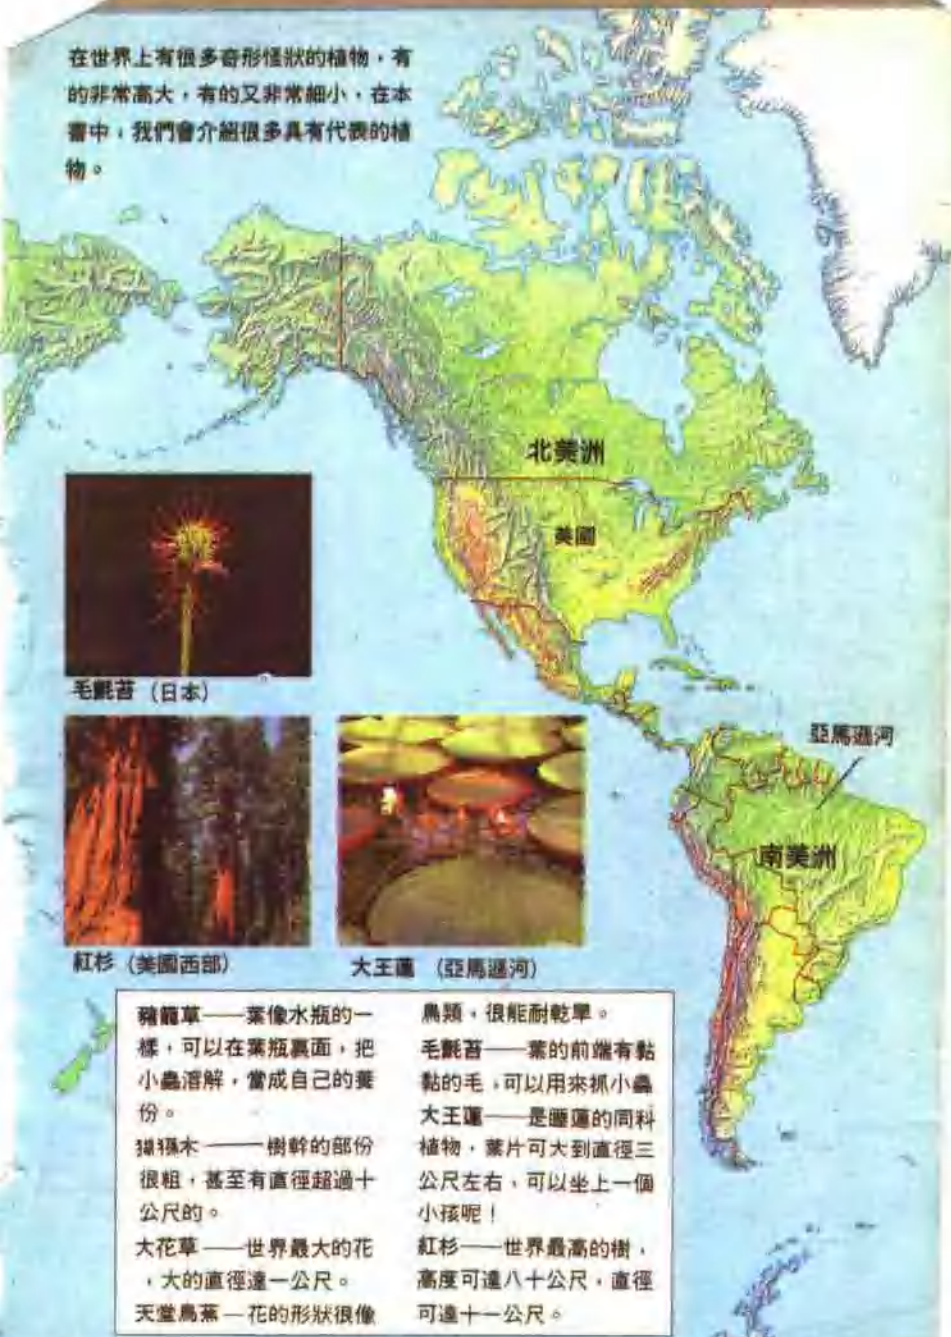 在世界上有很多奇形怪狀的植物，有
的非常高大，有的又非常細小，在本
書中，我們會介紹很多具有代表的植
物。
北美洲
美國
毛氈苔（日本）
亞馬遜河
南美洲
紅杉（美國西部）
大王蓮（亞馬遜河）
豬籠草——葉像水瓶的一
樣，可以在葉瓶裏面，把
小蟲溶解，當成自己的養
份。
猢猻木——樹幹的部份
很粗，甚至有直徑超過十
公尺的。
大花草——世界最大的花
，大的直徑達一公尺。
天堂鳥蕉—花的形狀很像
鳥類，很能耐乾旱。
毛氈苔——葉的前端有黏
黏的毛，可以用來抓小蟲
大王蓮——是睡蓮的同科
植物，葉片可大到直徑三
公尺左右，可以坐上一個
小孩呢！
紅杉——世界最高的樹，
高度可達八十公尺，直徑
可達十一公尺。